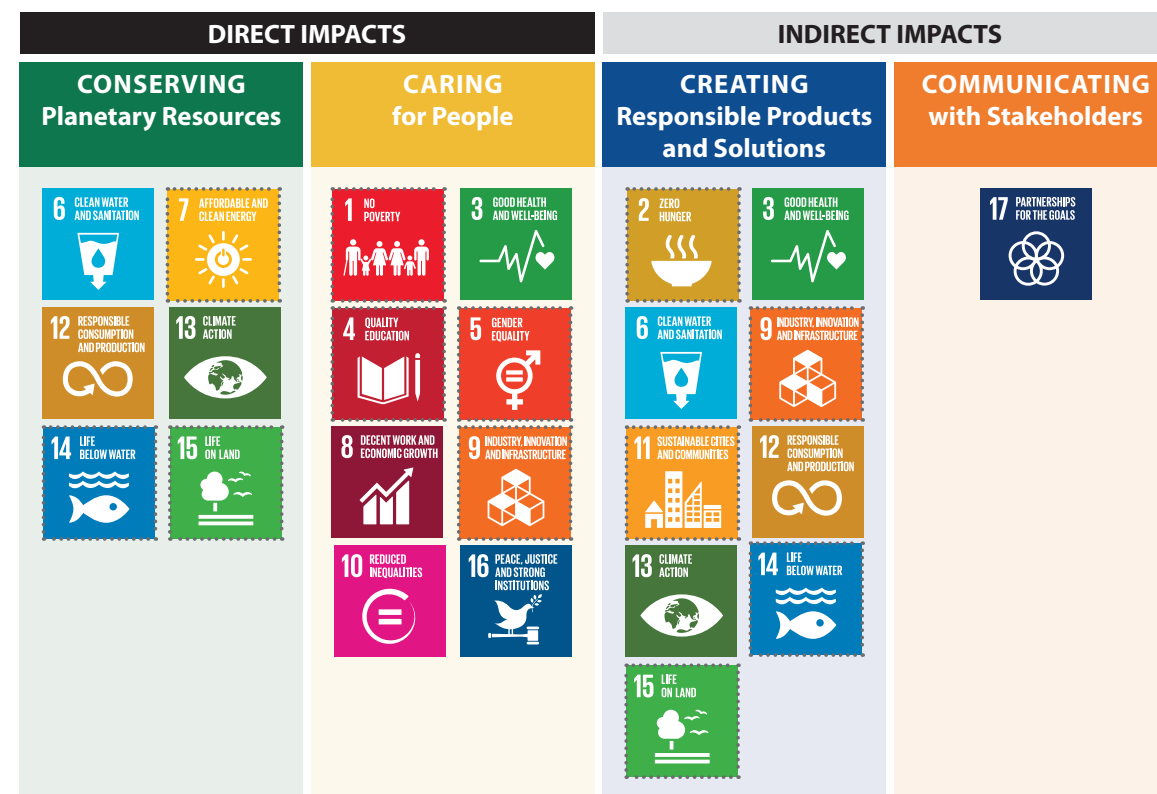 DIRECT IMPACTS
INDIRECT IMPACTS
CONSERVING
Planetary Resources
CARING
for People
CREATING
Responsible Products
and Solutions
COMMUNICATING
with Stakeholders
6 CLEAN WATER
AND SANITATION
7 AFFORDABLE AND
CLEAN ENERGY
12 RESPONSIBLE
CONSUMPTION
AND PRODUCTION
13 CLIMATE
ACTION
14 LIFE
BELOW WATER
15 LIFE
ON LAND
1 NO
POVERTY
3 GOOD HEALTH
AND WELL-BEING
4 QUALITY
EDUCATION
5 GENDER
EQUALITY
8 DECENT WORK AND
ECONOMIC GROWTH
9 INDUSTRY, INNOVATION
AND INFRASTRUCTURE
10 REDUCED
INEQUALITIES
16 PEACE, JUSTICE
AND STRONG
INSTITUTIONS
2 ZERO
HUNGER
3 GOOD HEALTH
AND WELL-BEING
6 CLEAN WATER
AND SANITATION
9 INDUSTRY, INNOVATION
AND INFRASTRUCTURE
11 SUSTAINABLE CITIES
AND COMMUNITIES
12 RESPONSIBLE
CONSUMPTION
AND PRODUCTION
13 CLIMATE
ACTION
14 LIFE
BELOW WATER
15 LIFE
ON LAND
17 PARTNERSHIPS
FOR THE GOALS